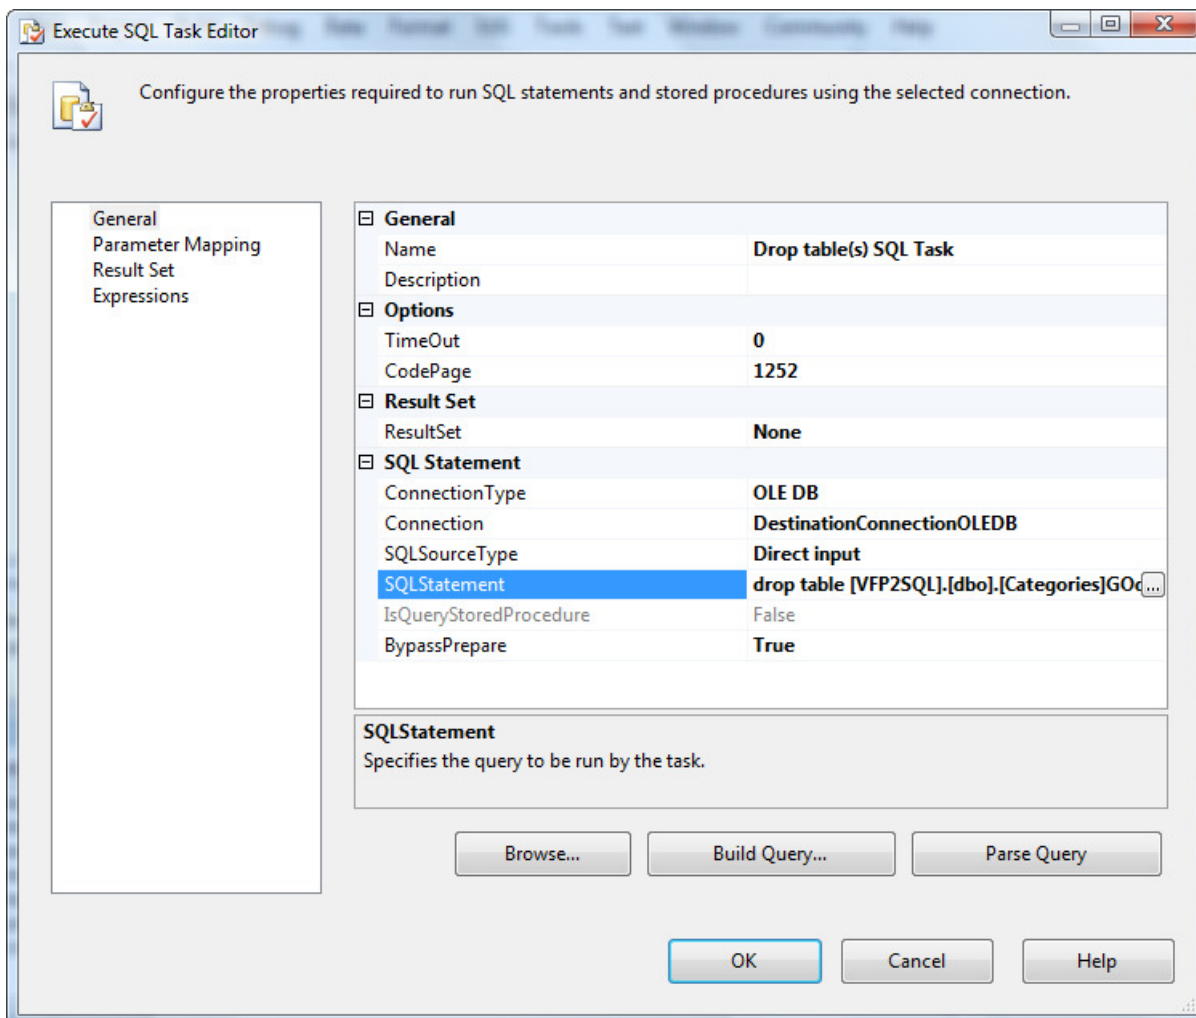 Execute SQL Task Editor
Configure the properties required to run SQL statements and stored procedures using the selected connection.
General
Parameter Mapping
Result Set
Expressions
General
Name Drop table(s) SQL Task
Description
Options
TimeOut 0
CodePage 1252
Result Set
ResultSet None
SQL Statement
ConnectionType OLE DB
Connection DestinationConnectionOLEDB
SQLSourceType Direct input
SQLStatement drop table [VFP2SQL].[dbo].[Categories]GOd ...
IsQueryStoredProcedure False
BypassPrepare True
SQLStatement
Specifies the query to be run by the task.
Browse... Build Query... Parse Query
OK Cancel Help